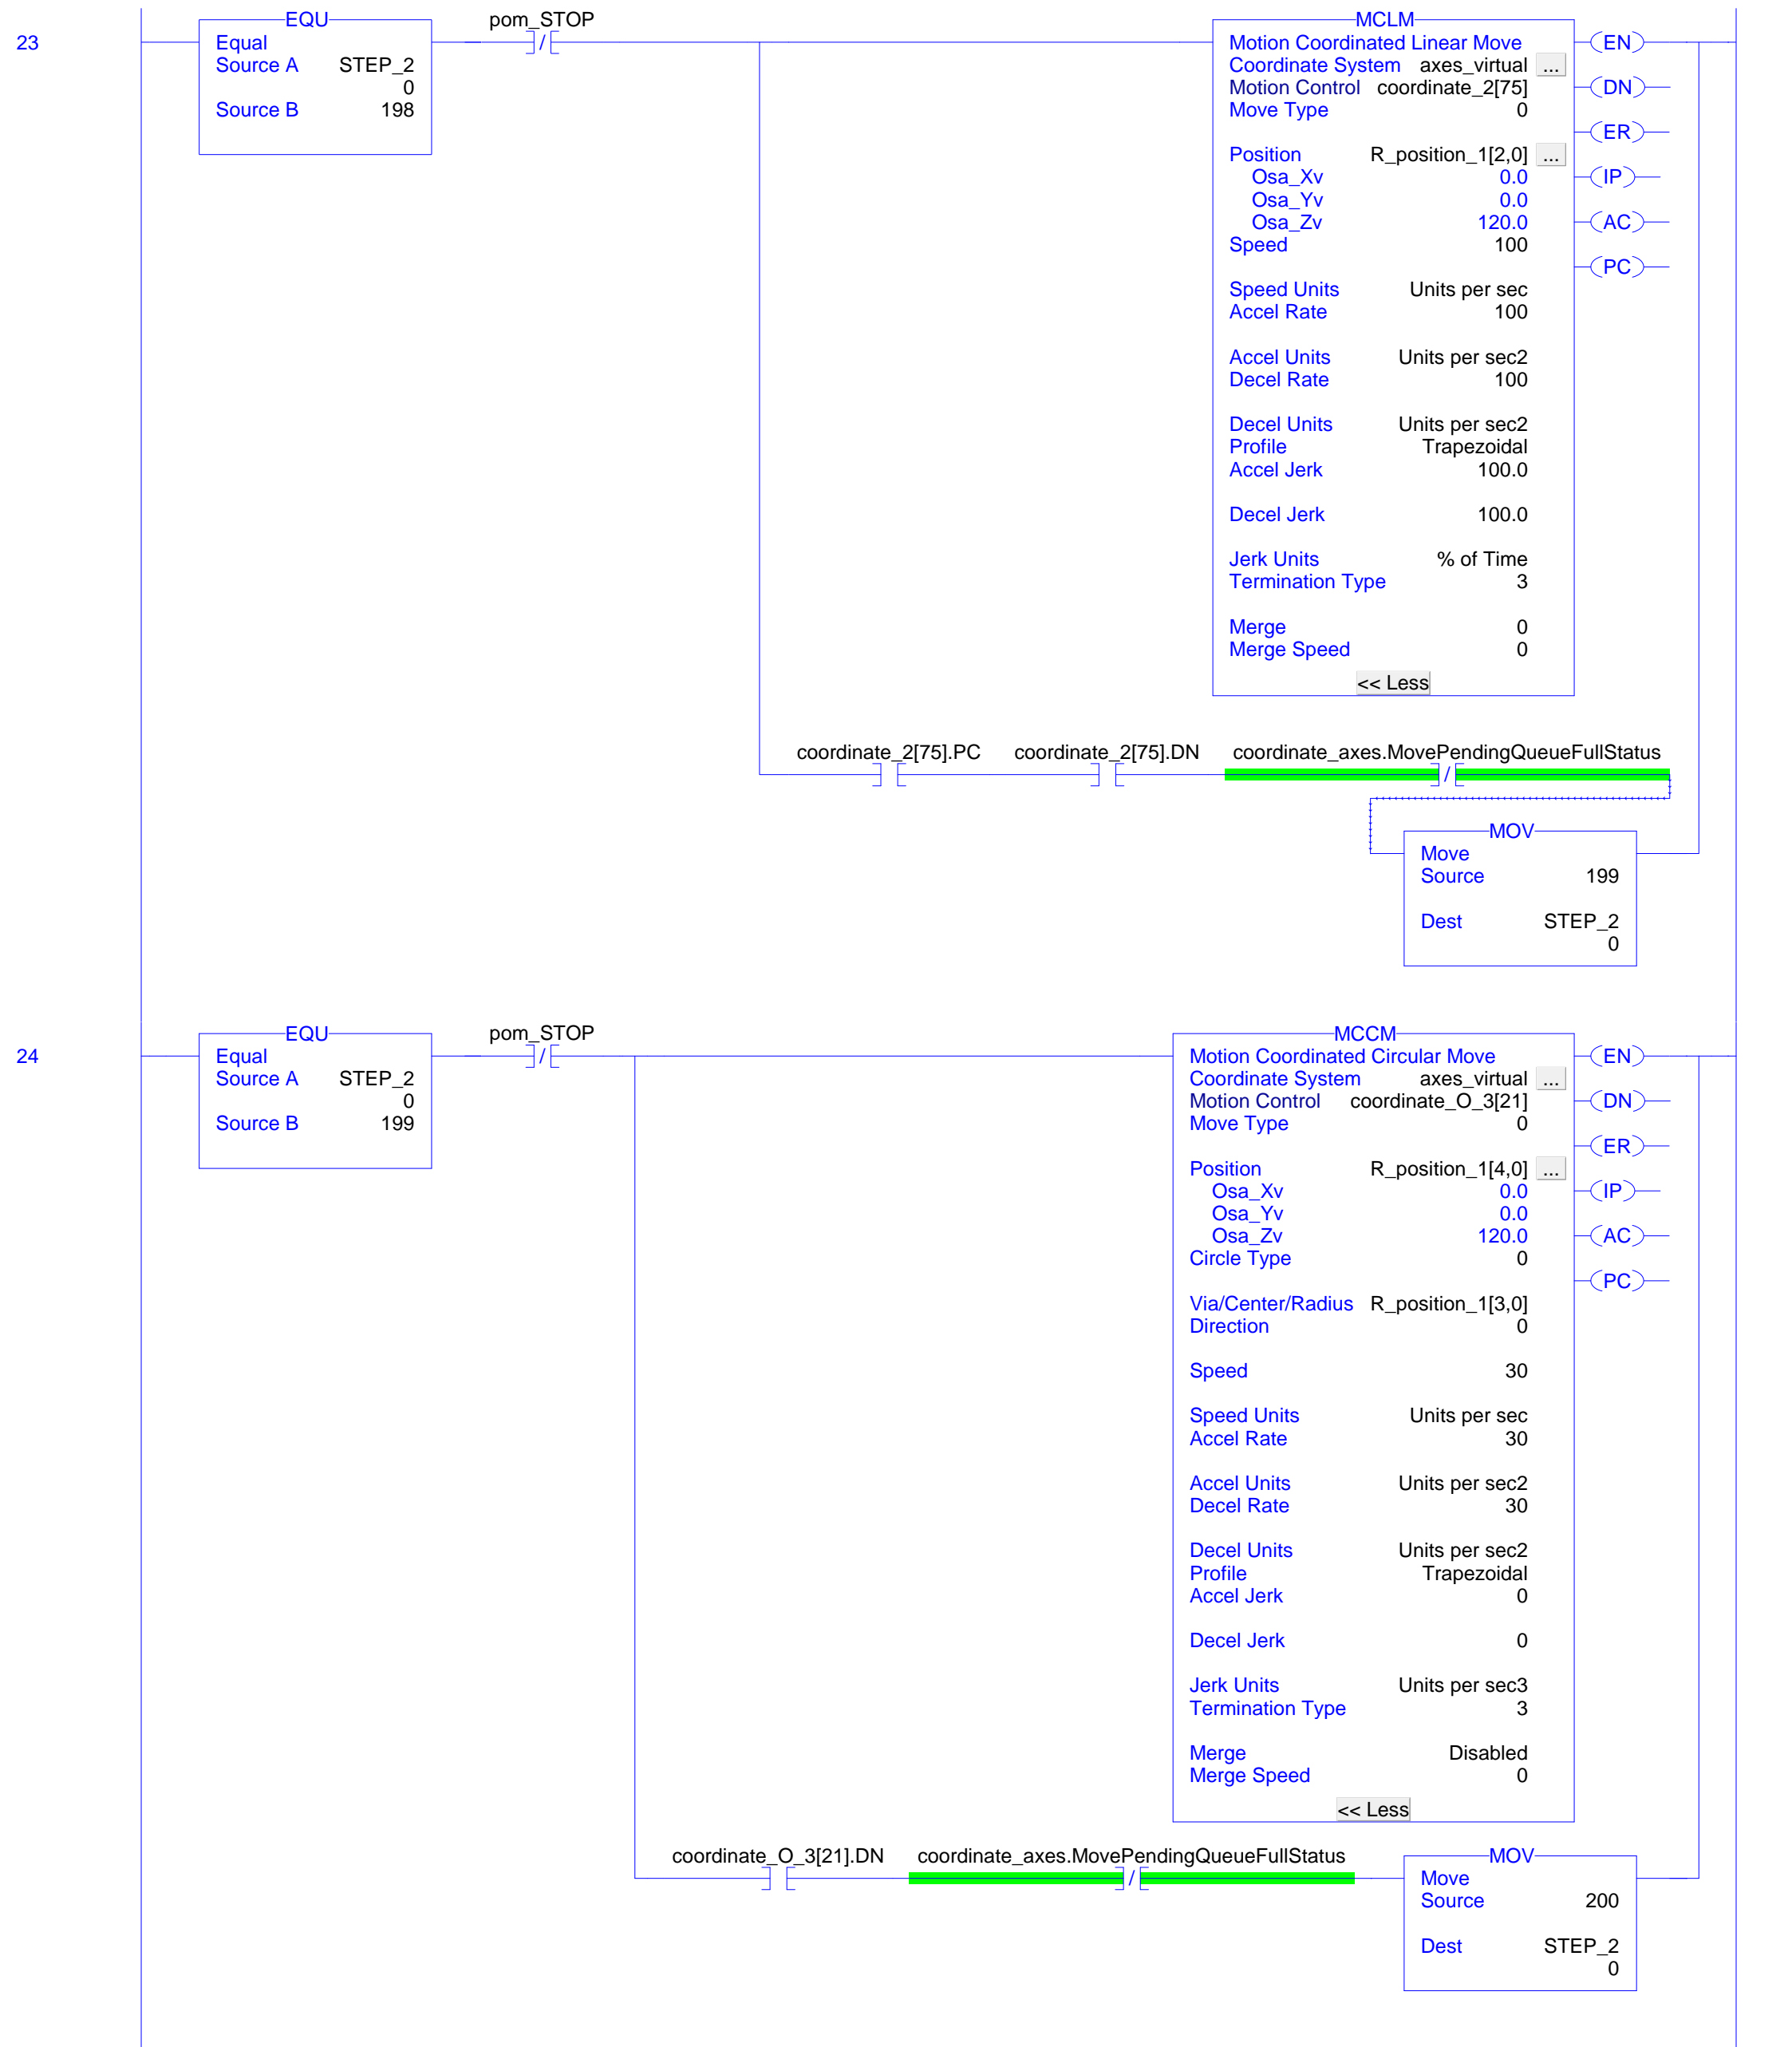 23
EQU
Equal
Source A STEP_2
0
Source B 198
pom_STOP
/
MCLM
Motion Coordinated Linear Move
Coordinate System axes_virtual ...
Motion Control coordinate_2[75]
Move Type 0
Position R_position_1[2,0] ...
Osa_Xv 0.0
Osa_Yv 0.0
Osa_Zv 120.0
Speed 100
Speed Units Units per sec
Accel Rate 100
Accel Units Units per sec2
Decel Rate 100
Decel Units Units per sec2
Profile Trapezoidal
Accel Jerk 100.0
Decel Jerk 100.0
Jerk Units % of Time
Termination Type 3
Merge 0
Merge Speed 0
<< Less
EN
DN
ER
IP
AC
PC
coordinate_2[75].PC coordinate_2[75].DN coordinate_axes.MovePendingQueueFullStatus
/
MOV
Move
Source 199
Dest STEP_2
0
24
EQU
Equal
Source A STEP_2
0
Source B 199
pom_STOP
/
MCCM
Motion Coordinated Circular Move
Coordinate System axes_virtual ...
Motion Control coordinate_O_3[21]
Move Type 0
Position R_position_1[4,0] ...
Osa_Xv 0.0
Osa_Yv 0.0
Osa_Zv 120.0
Circle Type 0
Via/Center/Radius R_position_1[3,0]
Direction 0
Speed 30
Speed Units Units per sec
Accel Rate 30
Accel Units Units per sec2
Decel Rate 30
Decel Units Units per sec2
Profile Trapezoidal
Accel Jerk 0
Decel Jerk 0
Jerk Units Units per sec3
Termination Type 3
Merge Disabled
Merge Speed 0
<< Less
EN
DN
ER
IP
AC
PC
coordinate_O_3[21].DN coordinate_axes.MovePendingQueueFullStatus
/
MOV
Move
Source 200
Dest STEP_2
0